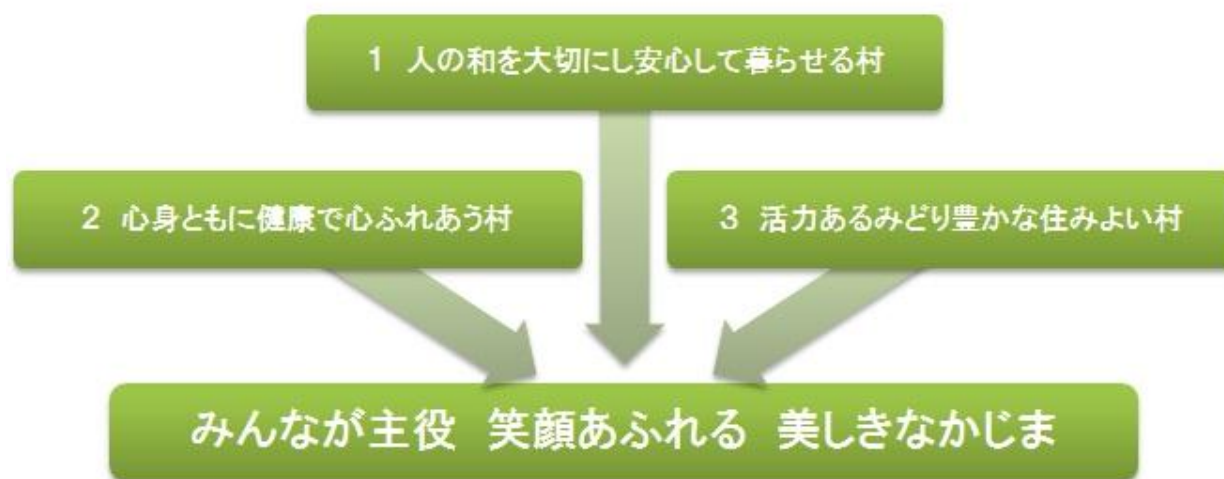 1 人の和を大切にし安心して暮らせる村
2 心身ともに健康で心ふれあう村
3 活力あるみどり豊かな住みよい村
みんなが主役 笑顔あふれる 美しきなかじま